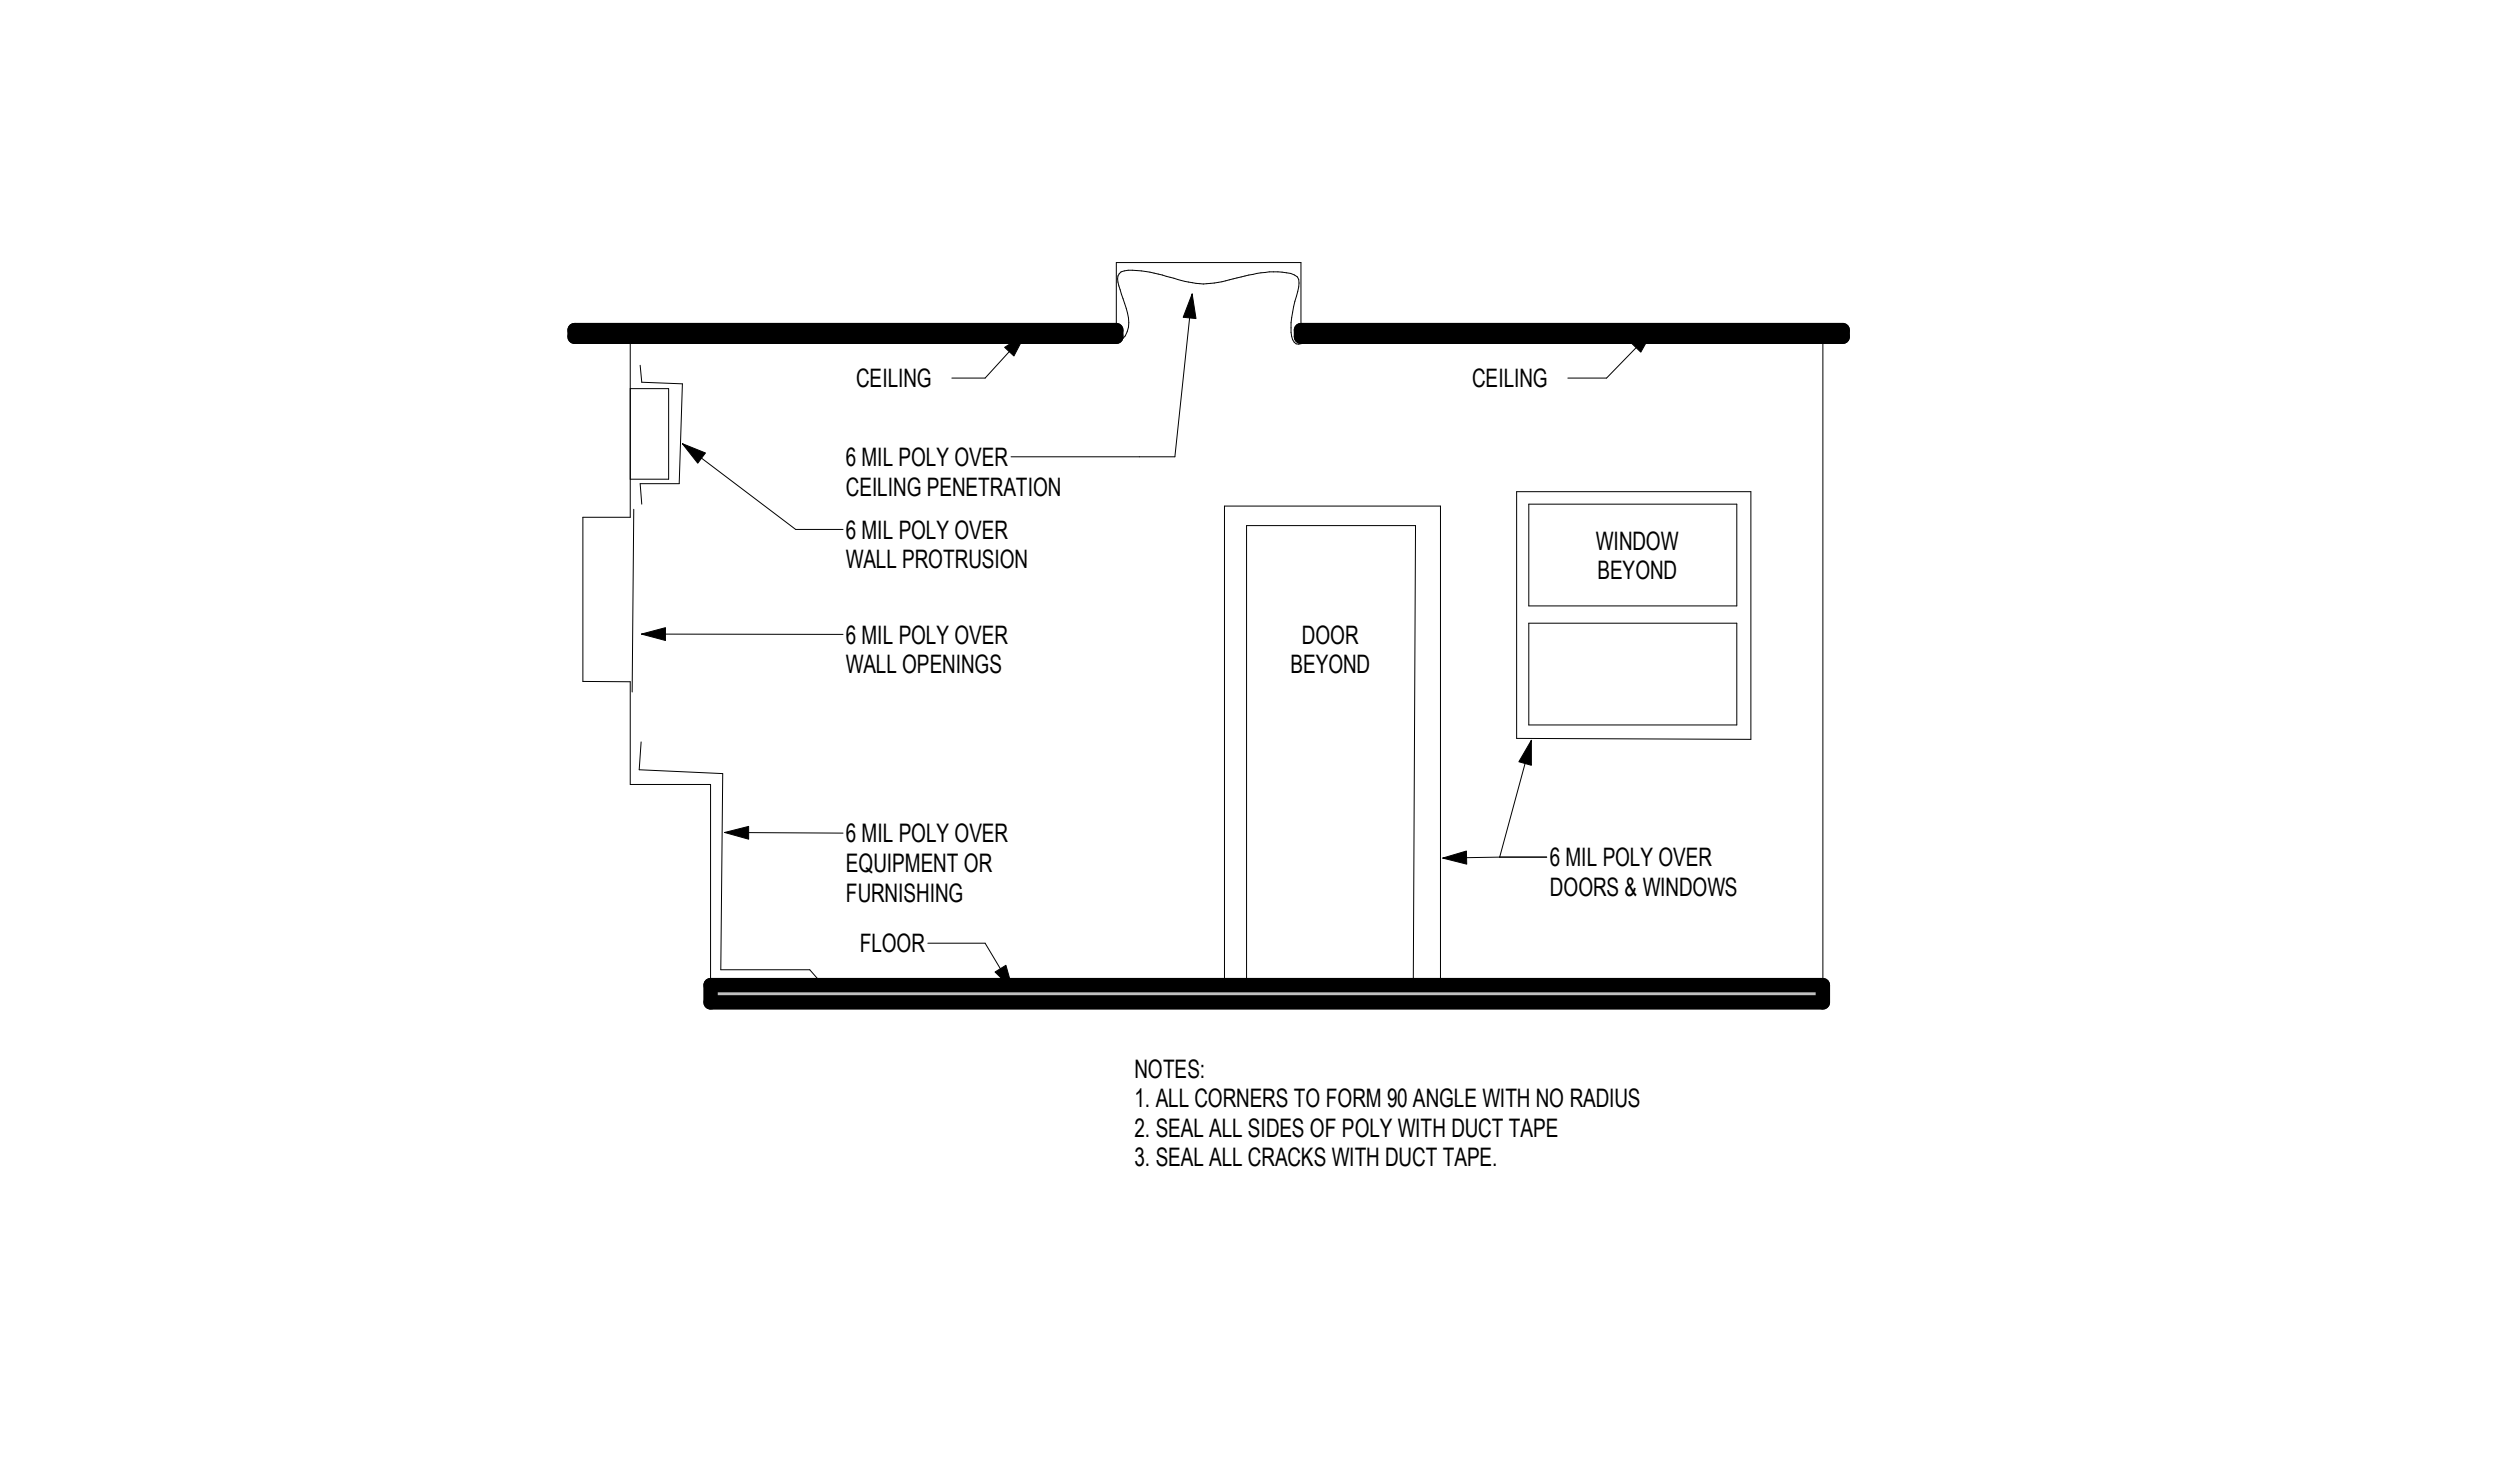 CEILING
CEILING
6 MIL POLY OVER
CEILING PENETRATION
6 MIL POLY OVER
WALL PROTRUSION
WINDOW
BEYOND
6 MIL POLY OVER
WALL OPENINGS
DOOR
BEYOND
6 MIL POLY OVER
EQUIPMENT OR
FURNISHING
6 MIL POLY OVER
DOORS & WINDOWS
FLOOR
NOTES:
1. ALL CORNERS TO FORM 90 ANGLE WITH NO RADIUS
2. SEAL ALL SIDES OF POLY WITH DUCT TAPE
3. SEAL ALL CRACKS WITH DUCT TAPE.